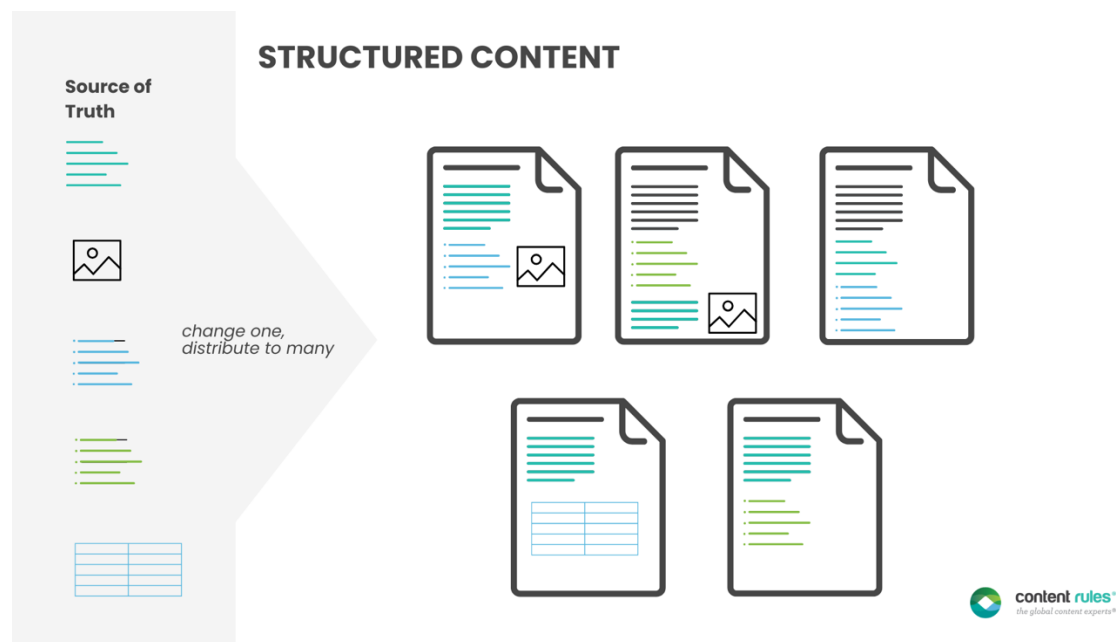 STRUCTURED CONTENT
Source of
Truth
change one,
distribute to many
content rules®
the global content experts®